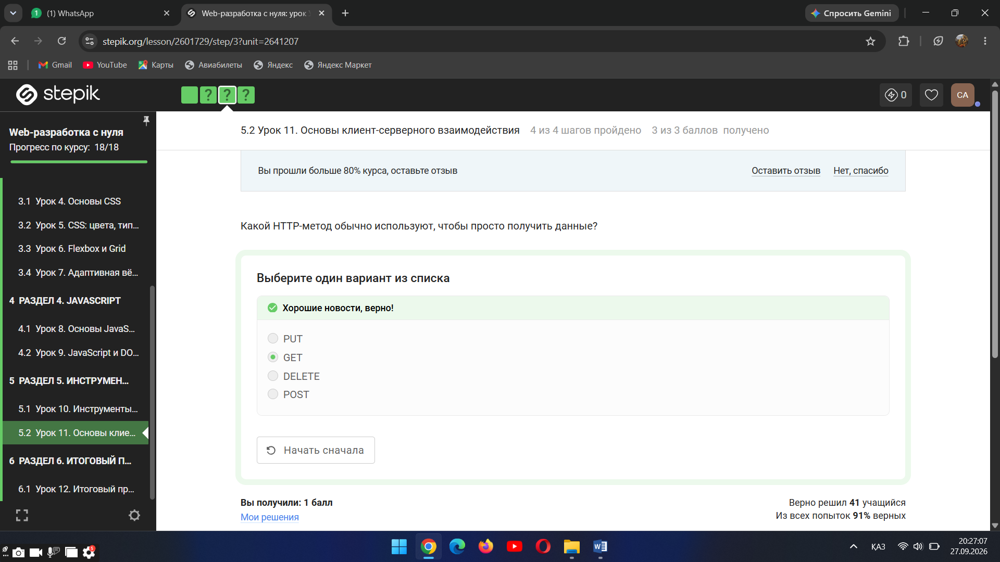 (1) WhatsApp
Web-разработка с нуля: урок
Спросить Gemini
stepik.org/lesson/2601729/step/3?unit=2641207
Gmail
YouTube
Карты
Авиабилеты
Яндекс
Яндекс Маркет
stepik
? ? ?
0
CA
Web-разработка с нуля
Прогресс по курсу: 18/18
3.1 Урок 4. Основы CSS
3.2 Урок 5. CSS: цвета, тип...
3.3 Урок 6. Flexbox и Grid
3.4 Урок 7. Адаптивная вё...
4 РАЗДЕЛ 4. JAVASCRIPT
4.1 Урок 8. Основы JavaS...
4.2 Урок 9. JavaScript и DO...
5 РАЗДЕЛ 5. ИНСТРУМЕН...
5.1 Урок 10. Инструменты...
5.2 Урок 11. Основы клие...
6 РАЗДЕЛ 6. ИТОГОВЫЙ П...
6.1 Урок 12. Итоговый пр...
5.2 Урок 11. Основы клиент-серверного взаимодействия 4 из 4 шагов пройдено 3 из 3 баллов получено
Вы прошли больше 80% курса, оставьте отзыв
Оставить отзыв
Нет, спасибо
Какой HTTP-метод обычно используют, чтобы просто получить данные?
Выберите один вариант из списка
Хорошие новости, верно!
PUT
GET
DELETE
POST
Начать сначала
Вы получили: 1 балл
Мои решения
Верно решил 41 учащийся
Из всех попыток 91% верных
5
ҚАЗ
20:27:07
27.09.2026